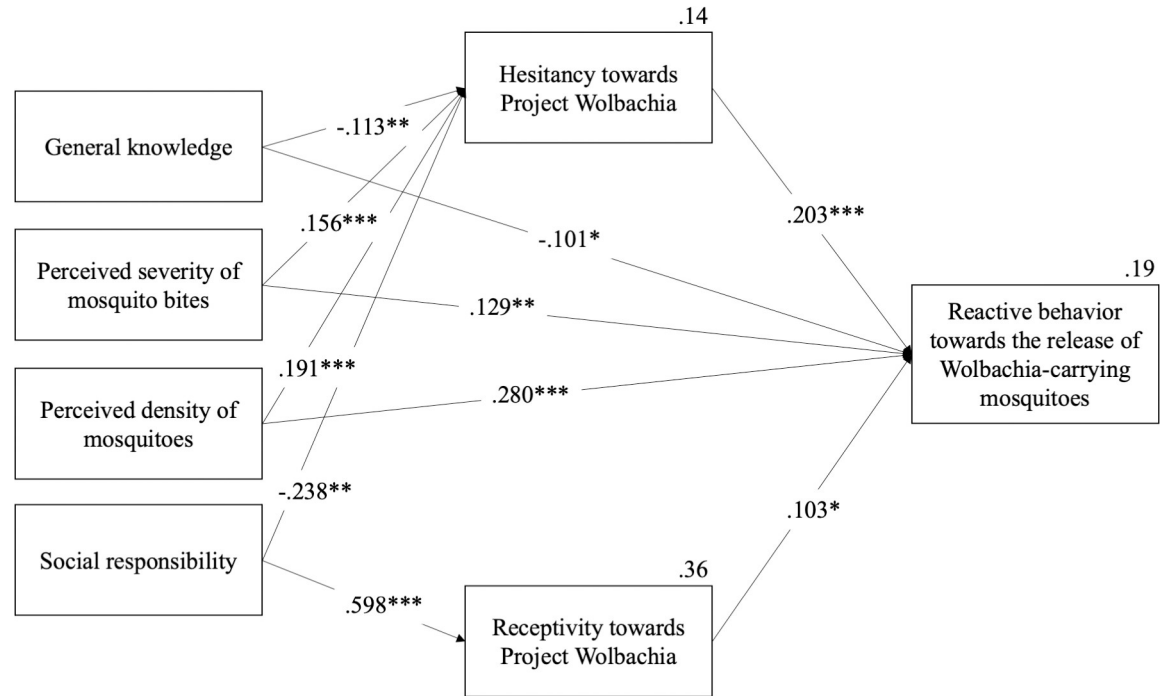 .14
Hesitancy towards
Project Wolbachia
General knowledge
-.113**
.156***
-.101*
.203***
Perceived severity of
mosquito bites
.129**
.19
Reactive behavior
towards the release of
Wolbachia-carrying
mosquitoes
.191***
.280***
Perceived density of
mosquitoes
-.238**
Social responsibility
.103*
.598***
.36
Receptivity towards
Project Wolbachia